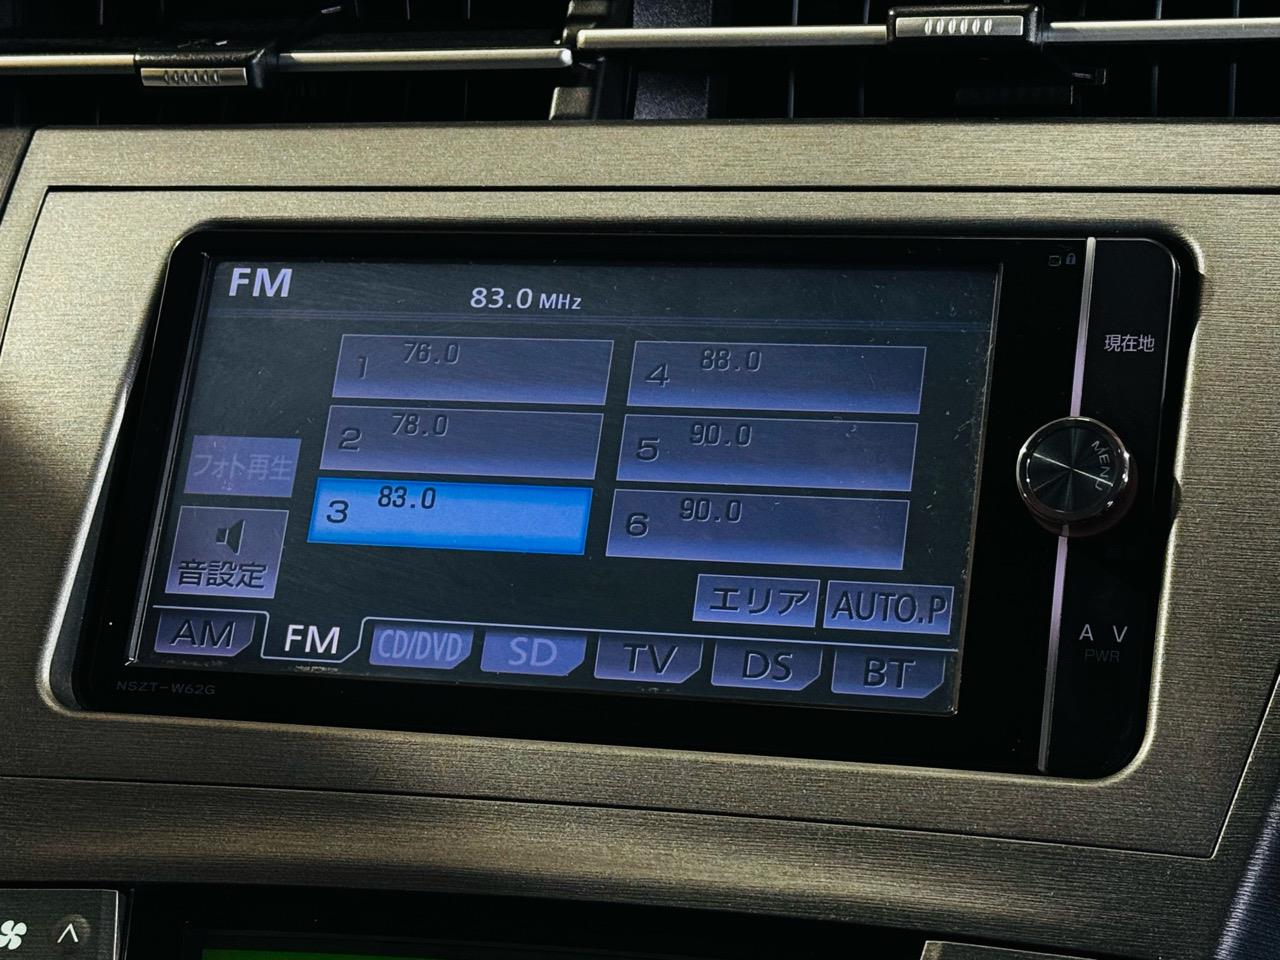 FM
83.0 MHz
1 76.0
4 88.0
2 78.0
5 90.0
3 83.0
6 90.0
フォト再生
音設定
エリア
AUTO.P
AM
FM
CD/DVD
SD
TV
DS
BT
NSZT-W62G
現在地
MENU
A V
PWR